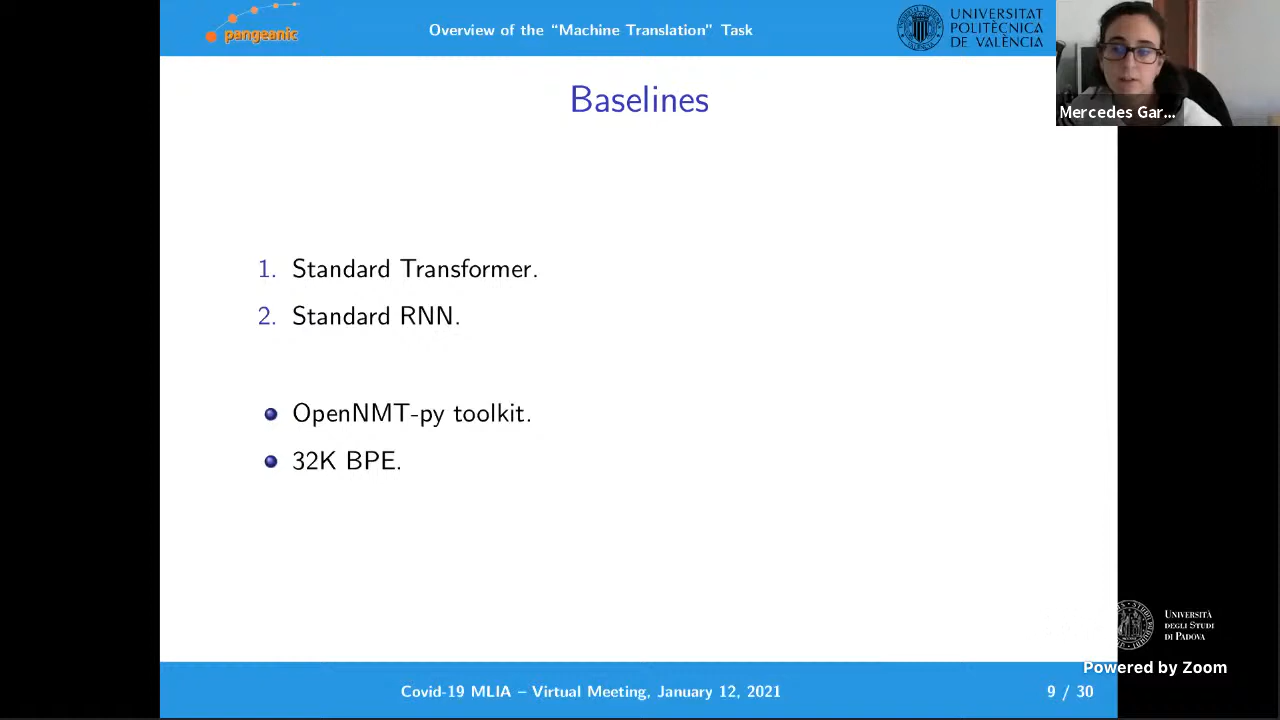 pangeanic
Overview of the “Machine Translation” Task
UNIVERSITAT
POLITÈCNICA
DE VALÈNCIA
Mercedes Gar...
Baselines
1. Standard Transformer.
2. Standard RNN.
OpenNMT-py toolkit.
32K BPE.
UNIVERSITÀ
DEGLI STUDI
DI PADOVA
Powered by Zoom
Covid-19 MLIA – Virtual Meeting, January 12, 2021
9 / 30